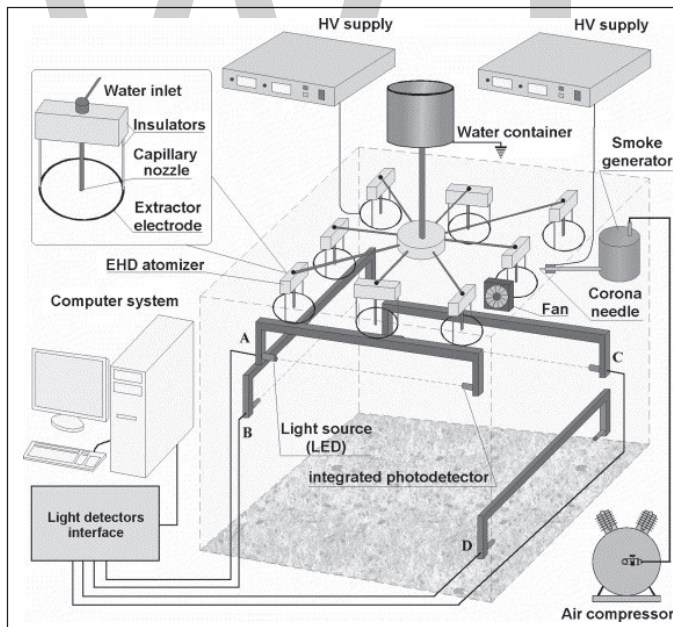 HV supply
HV supply
Water inlet
Insulators
Capillary
nozzle
Extractor
electrode
Water container
Smoke
generator
EHD atomizer
Computer system
Fan
Corona
needle
A
C
B
Light source
(LED)
integrated photodetector
Light detectors
interface
D
Air compressor